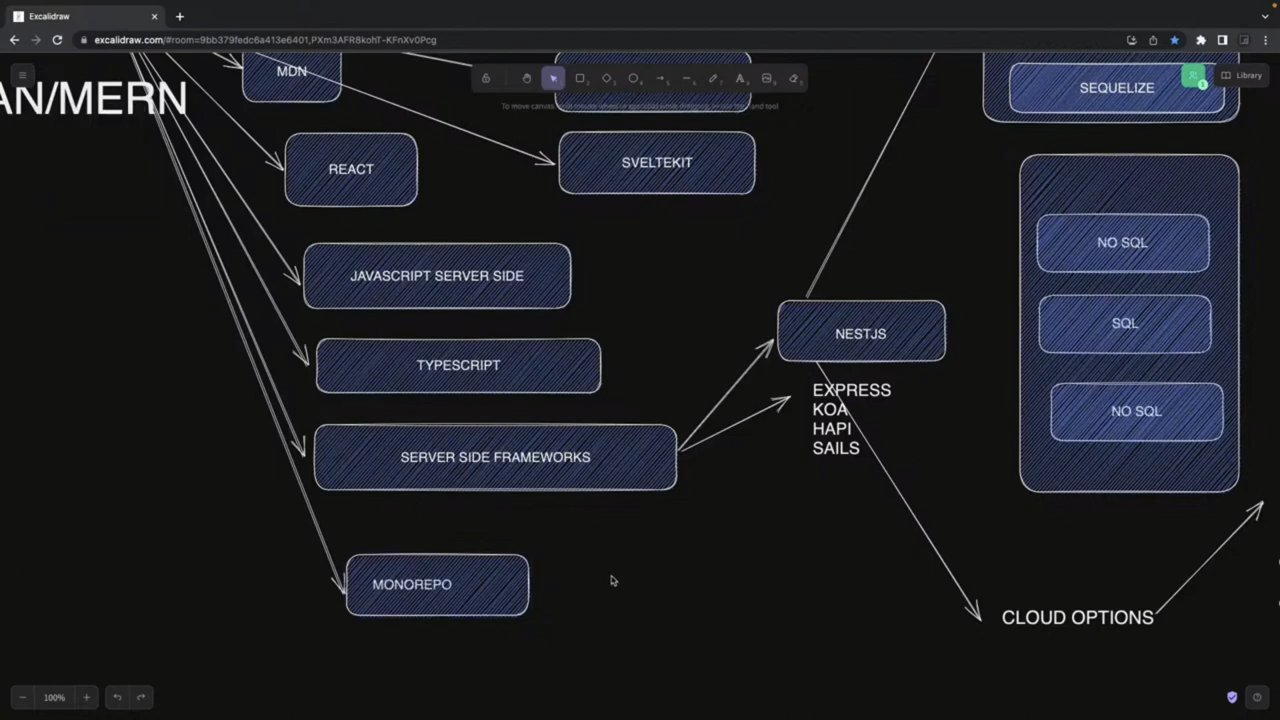 Excalidraw
excalidraw.com/#room=9bb379fedc6a413e6401,PXm3AFR8kohT-KFnXv0Pcg
MDN
Library
AN/MERN
SEQUELIZE
REACT
SVELTEKIT
NO SQL
JAVASCRIPT SERVER SIDE
SQL
NESTJS
TYPESCRIPT
EXPRESS
KOA
HAPI
SAILS
NO SQL
SERVER SIDE FRAMEWORKS
MONOREPO
CLOUD OPTIONS
100%